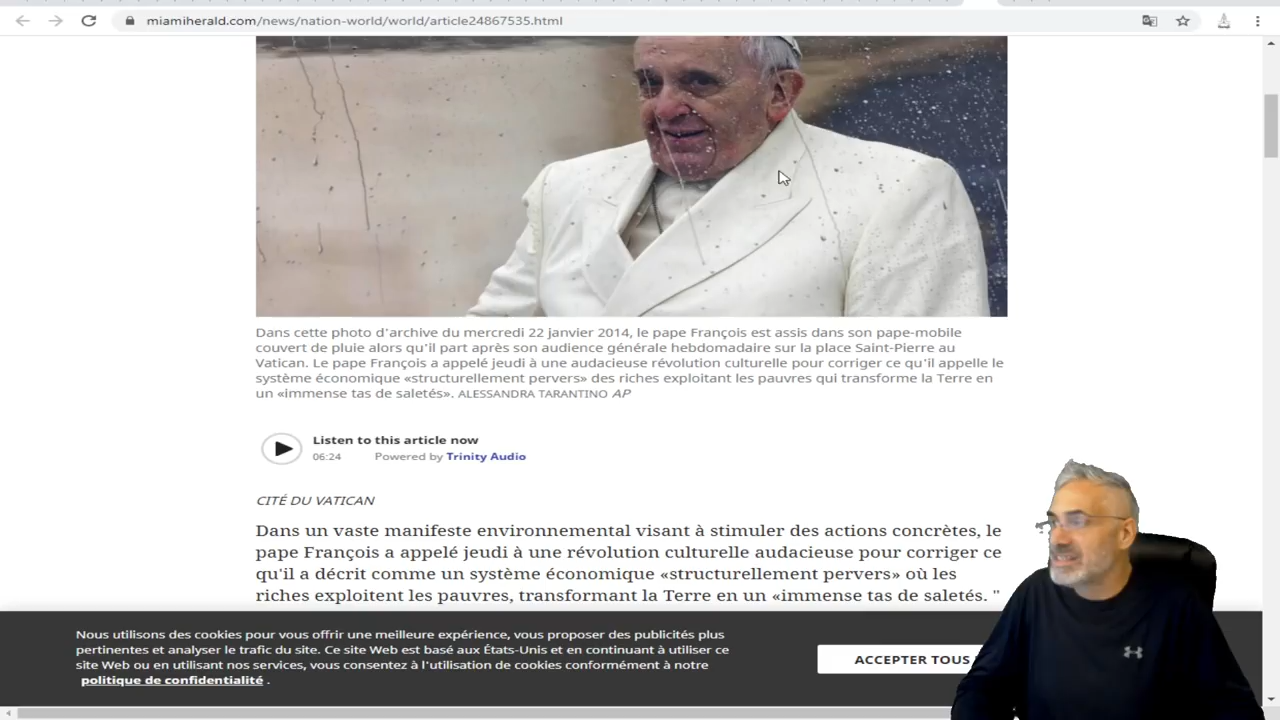 miamiherald.com/news/nation-world/world/article24867535.html
Dans cette photo d'archive du mercredi 22 janvier 2014, le pape François est assis dans son pape-mobile
couvert de pluie alors qu'il part après son audience générale hebdomadaire sur la place Saint-Pierre au
Vatican. Le pape François a appelé jeudi à une audacieuse révolution culturelle pour corriger ce qu'il appelle le
système économique «structurellement pervers» des riches exploitant les pauvres qui transforme la Terre en
un «immense tas de saletés». ALESSANDRA TARANTINO AP
Listen to this article now
06:24 Powered by Trinity Audio
CITÉ DU VATICAN
Dans un vaste manifeste environnemental visant à stimuler des actions concrètes, le
pape François a appelé jeudi à une révolution culturelle audacieuse pour corriger ce
qu'il a décrit comme un système économique «structurellement pervers» où les
riches exploitent les pauvres, transformant la Terre en un «immense tas de saletés. "
Nous utilisons des cookies pour vous offrir une meilleure expérience, vous proposer des publicités plus
pertinentes et analyser le trafic du site. Ce site Web est basé aux États-Unis et en continuant à utiliser ce
site Web ou en utilisant nos services, vous consentez à l'utilisation de cookies conformément à notre
politique de confidentialité .
ACCEPTER TOUS